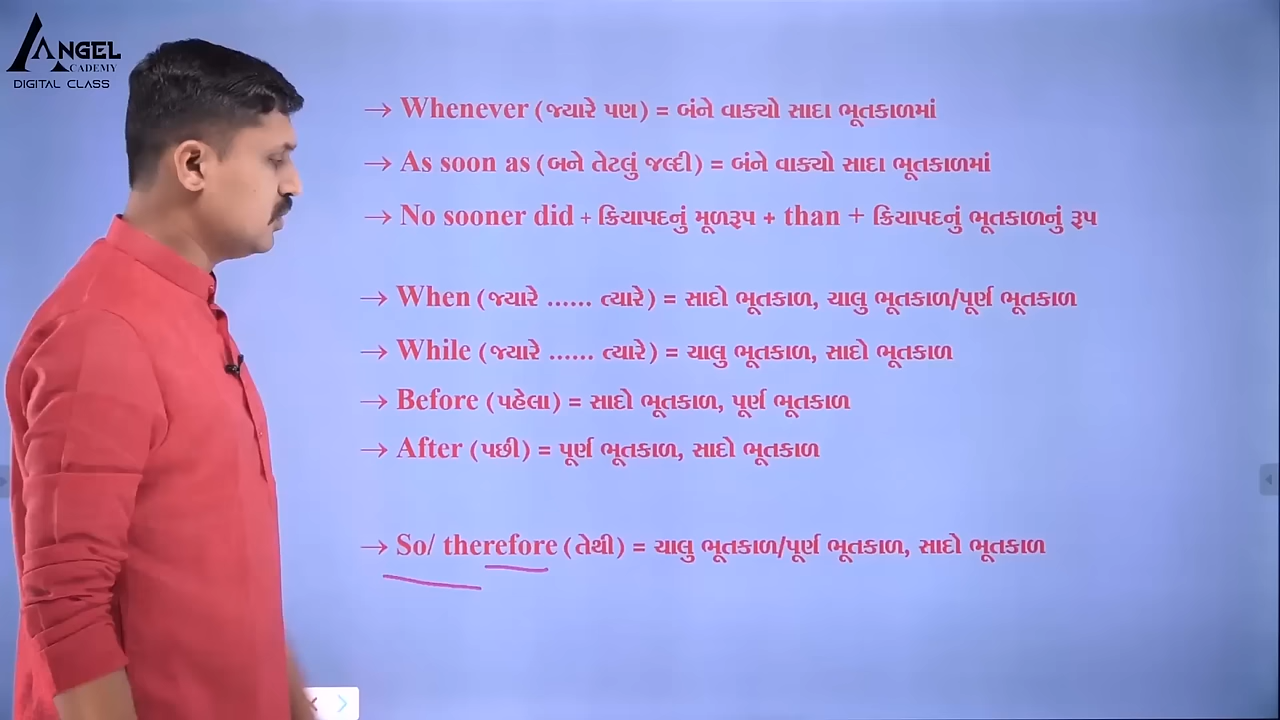 ANGEL
ACADEMY
DIGITAL CLASS
→ Whenever (જ્યારે પણ) = બંને વાક્યો સાદા ભૂતકાળમાં
→ As soon as (બને તેટલું જલ્દી) = બંને વાક્યો સાદા ભૂતકાળમાં
→ No sooner did + ક્રિયાપદનું મૂળરૂપ + than + ક્રિયાપદનું ભૂતકાળનું રૂપ
→ When (જ્યારે ...... ત્યારે) = સાદો ભૂતકાળ, ચાલુ ભૂતકાળ/પૂર્ણ ભૂતકાળ
→ While (જ્યારે ...... ત્યારે) = ચાલુ ભૂતકાળ, સાદો ભૂતકાળ
→ Before (પહેલા) = સાદો ભૂતકાળ, પૂર્ણ ભૂતકાળ
→ After (પછી) = પૂર્ણ ભૂતકાળ, સાદો ભૂતકાળ
→ So/ therefore (તેથી) = ચાલુ ભૂતકાળ/પૂર્ણ ભૂતકાળ, સાદો ભૂતકાળ